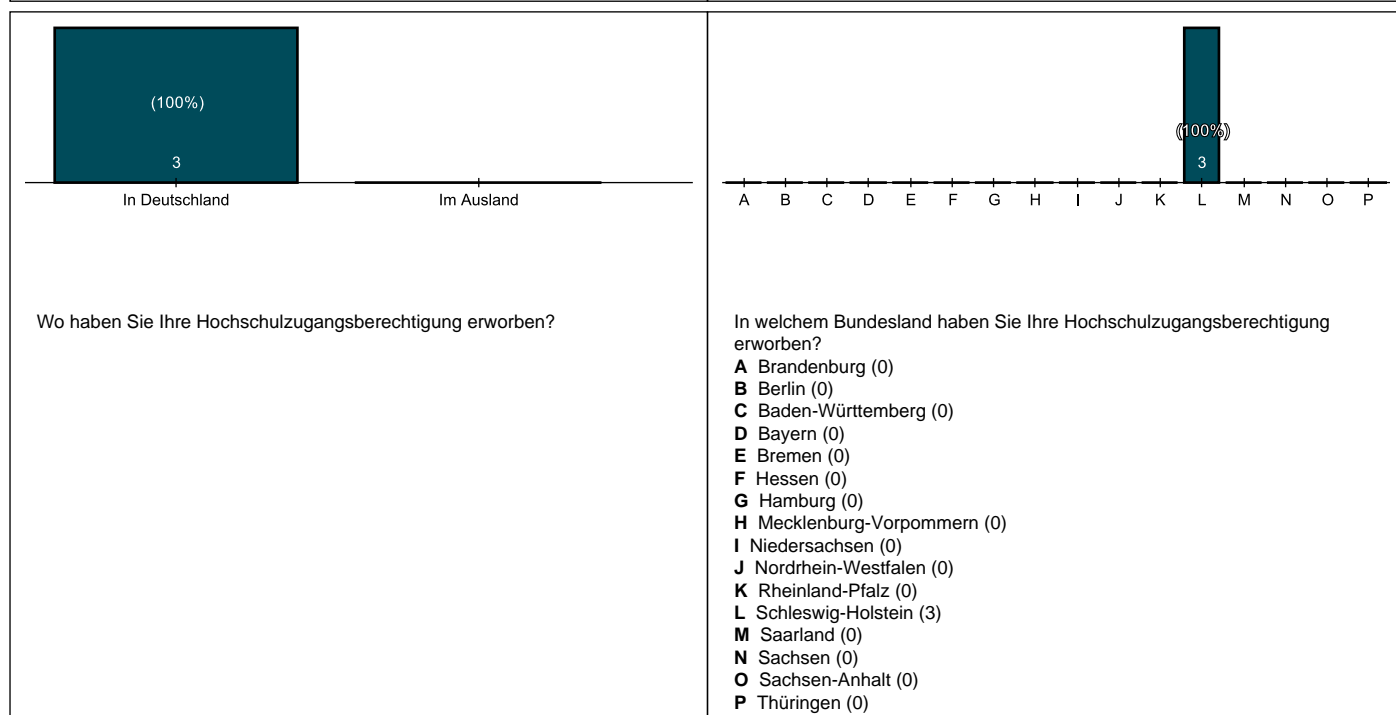 (100%)
3
In Deutschland
Im Ausland
Wo haben Sie Ihre Hochschulzugangsberechtigung erworben?
(100%)
3
A B C D E F G H I J K L M N O P
In welchem Bundesland haben Sie Ihre Hochschulzugangsberechtigung
erworben?
A Brandenburg (0)
B Berlin (0)
C Baden-Württemberg (0)
D Bayern (0)
E Bremen (0)
F Hessen (0)
G Hamburg (0)
H Mecklenburg-Vorpommern (0)
I Niedersachsen (0)
J Nordrhein-Westfalen (0)
K Rheinland-Pfalz (0)
L Schleswig-Holstein (3)
M Saarland (0)
N Sachsen (0)
O Sachsen-Anhalt (0)
P Thüringen (0)